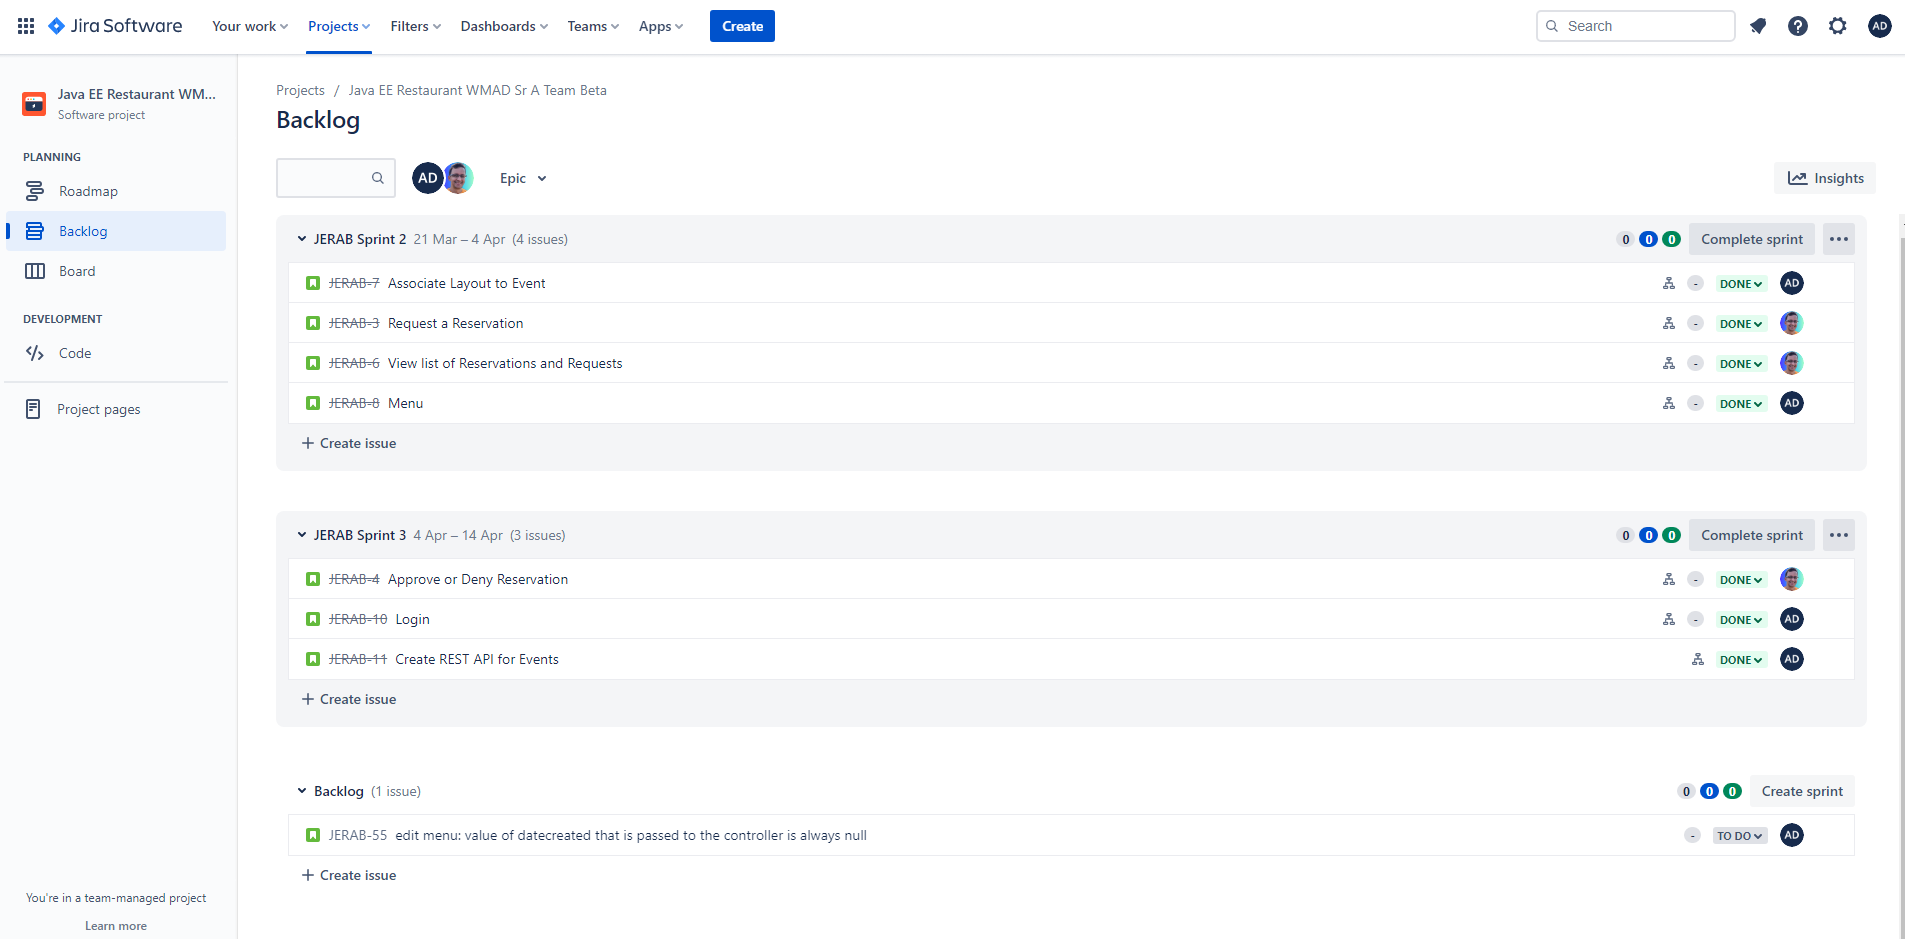 Jira Software Your work Projects Filters Dashboards Teams Apps Create Search AD
Java EE Restaurant WM...
Software project
PLANNING
Roadmap
Backlog
Board
DEVELOPMENT
Code
Project pages
You're in a team-managed project
Learn more
Projects / Java EE Restaurant WMAD Sr A Team Beta
Backlog
AD Epic Insights
JERAB Sprint 2 21 Mar – 4 Apr (4 issues) 0 0 0 Complete sprint
JERAB-7 Associate Layout to Event - DONE AD
JERAB-3 Request a Reservation - DONE
JERAB-6 View list of Reservations and Requests - DONE
JERAB-8 Menu - DONE AD
+ Create issue
JERAB Sprint 3 4 Apr – 14 Apr (3 issues) 0 0 0 Complete sprint
JERAB-4 Approve or Deny Reservation - DONE
JERAB-10 Login - DONE AD
JERAB-11 Create REST API for Events DONE AD
+ Create issue
Backlog (1 issue) 0 0 0 Create sprint
JERAB-55 edit menu: value of datecreated that is passed to the controller is always null - TO DO AD
+ Create issue